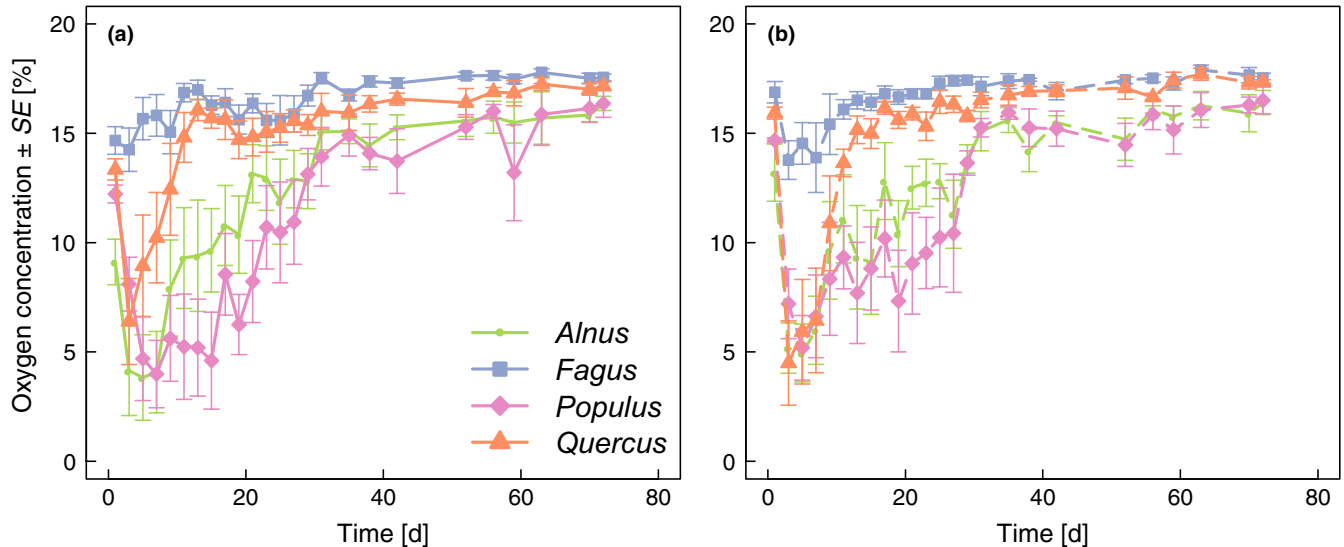 Oxygen concentration ± SE [%]
20
15
10
5
0
(a)
Alnus
Fagus
Populus
Quercus
0 20 40 60 80
Time [d]
20
15
10
5
0
(b)
0 20 40 60 80
Time [d]